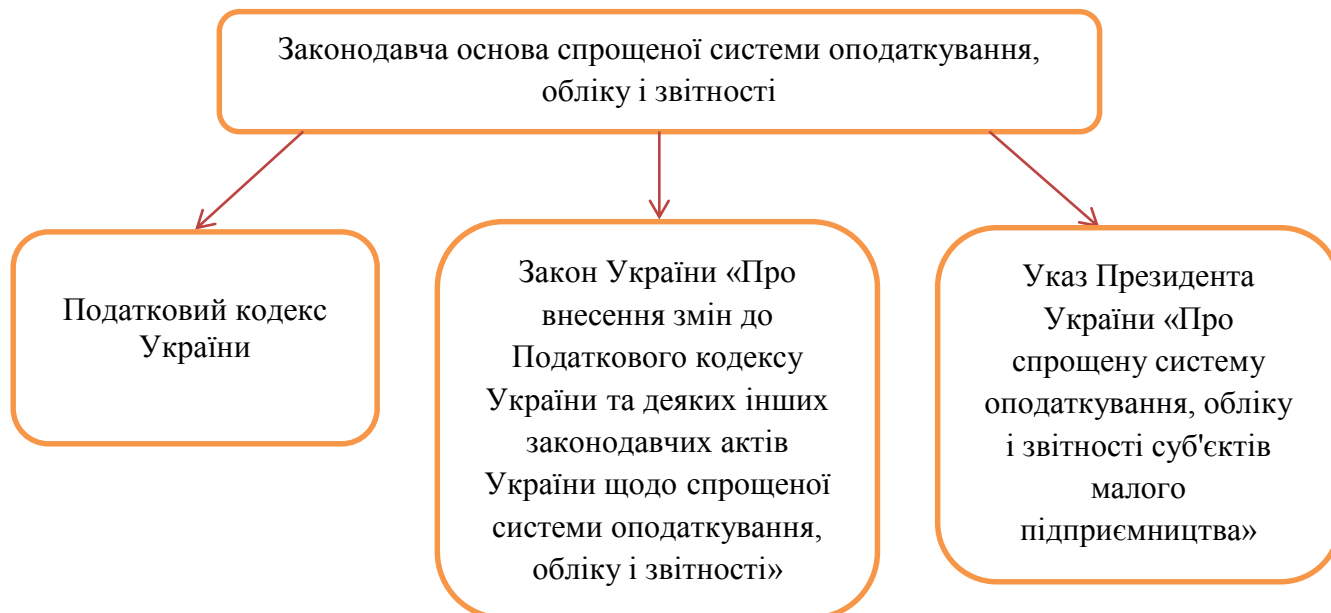 Законодавча основа спрощеної системи оподаткування,
обліку і звітності
Податковий кодекс
України
Закон України «Про
внесення змін до
Податкового кодексу
України та деяких інших
законодавчих актів
України щодо спрощеної
системи оподаткування,
обліку і звітності»
Указ Президента
України «Про
спрощену систему
оподаткування, обліку
і звітності суб'єктів
малого
підприємництва»